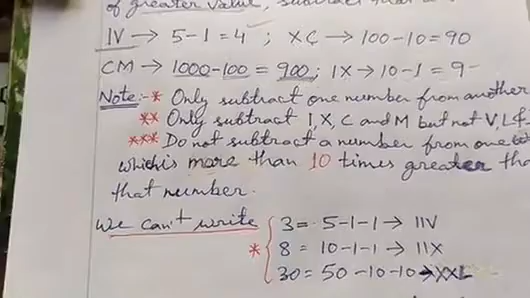 of greater value, subtract that
IV → 5-1=4 ; XC → 100-10=90
CM → 1000-100 = 900; IX → 10-1=9
Note:-* Only subtract one number from another
** Only subtract I, X, C and M but not V, L &
*** Do not subtract a number from one
which is more than 10 times greater tha
that number.
We can't write
3 = 5-1-1 → IIV
* 8 = 10-1-1 → IIX
30 = 50-10-10 → XXL